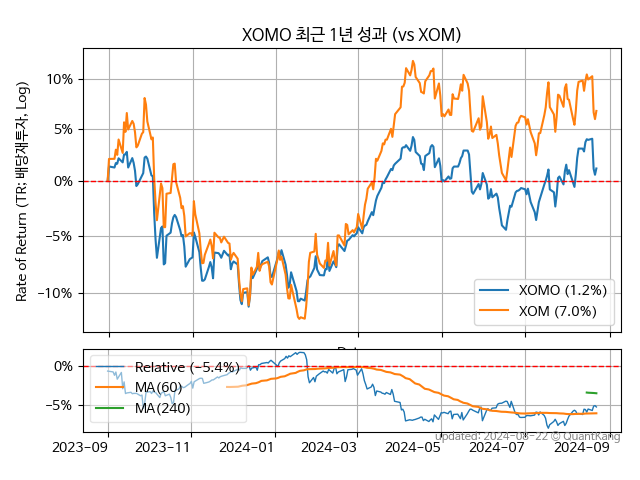 XOMO 최근 1년 성과 (vs XOM)
Rate of Return (TR: 배당재투자, Log)
10%
5%
0%
−5%
−10%
XOMO (1.2%)
XOM (7.0%)
0%
−5%
Relative (−5.4%)
MA(60)
MA(240)
2023-09 2023-11 2024-01 2024-03 2024-05 2024-07 2024-09
updated: 2024-08-22 © QuantKang